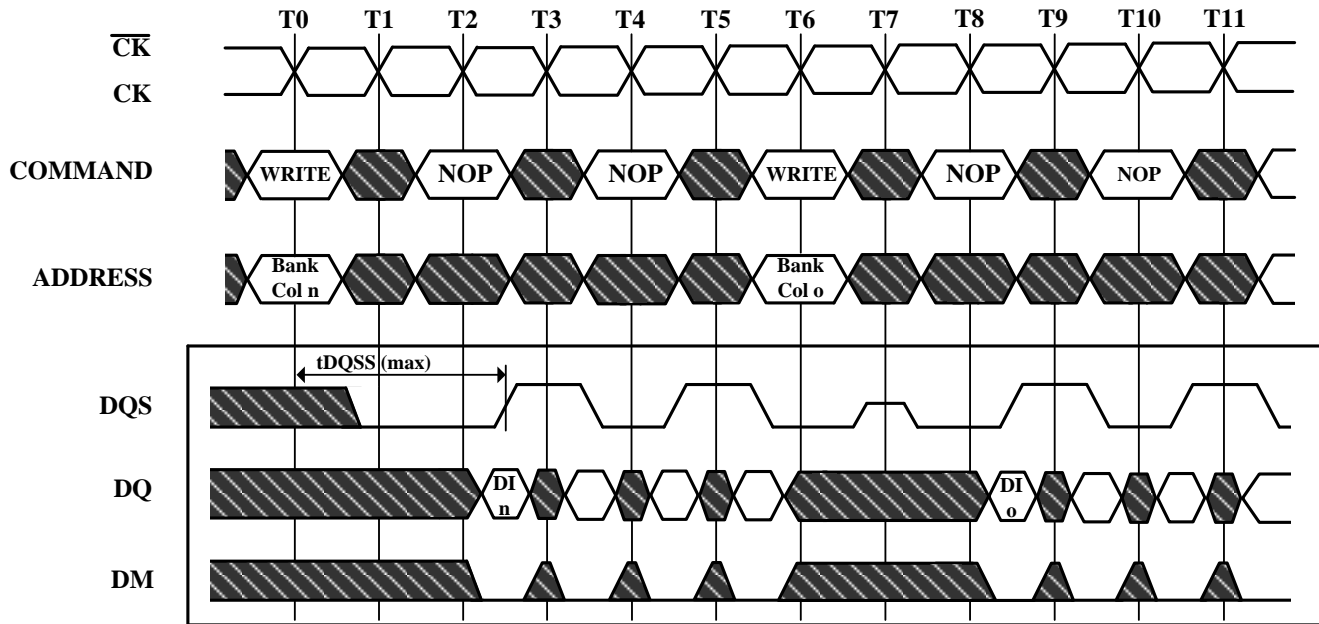 T0 T1 T2 T3 T4 T5 T6 T7 T8 T9 T10 T11
CK
CK
COMMAND WRITE NOP NOP WRITE NOP NOP
ADDRESS Bank Bank
Col n Col o
tDQSS (max)
DQS
DQ DI DI
n o
DM